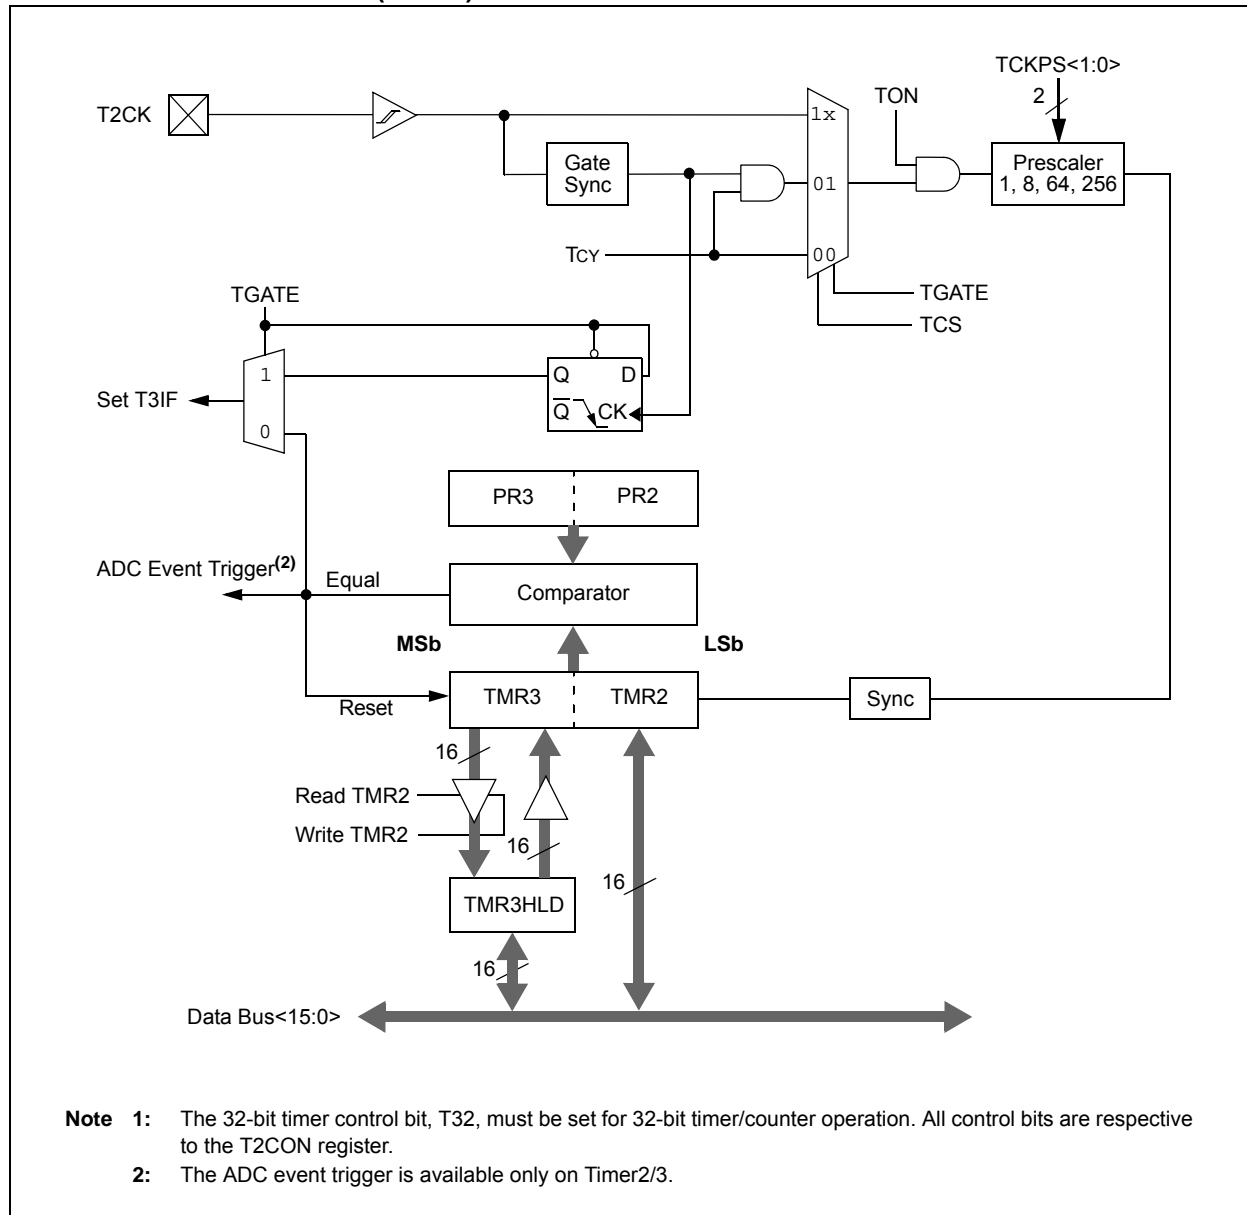 TCKPS<1:0>
2
TON
T2CK
1x
Gate
Sync
Prescaler
1, 8, 64, 256
01
TCY
00
TGATE
TCS
TGATE
1
Q D
Set T3IF
Q CK
0
PR3 PR2
ADC Event Trigger(2)
Equal
Comparator
MSb LSb
TMR3 TMR2
Sync
Reset
16
Read TMR2
Write TMR2
16
16
TMR3HLD
16
Data Bus<15:0>
Note 1: The 32-bit timer control bit, T32, must be set for 32-bit timer/counter operation. All control bits are respective
to the T2CON register.
2: The ADC event trigger is available only on Timer2/3.